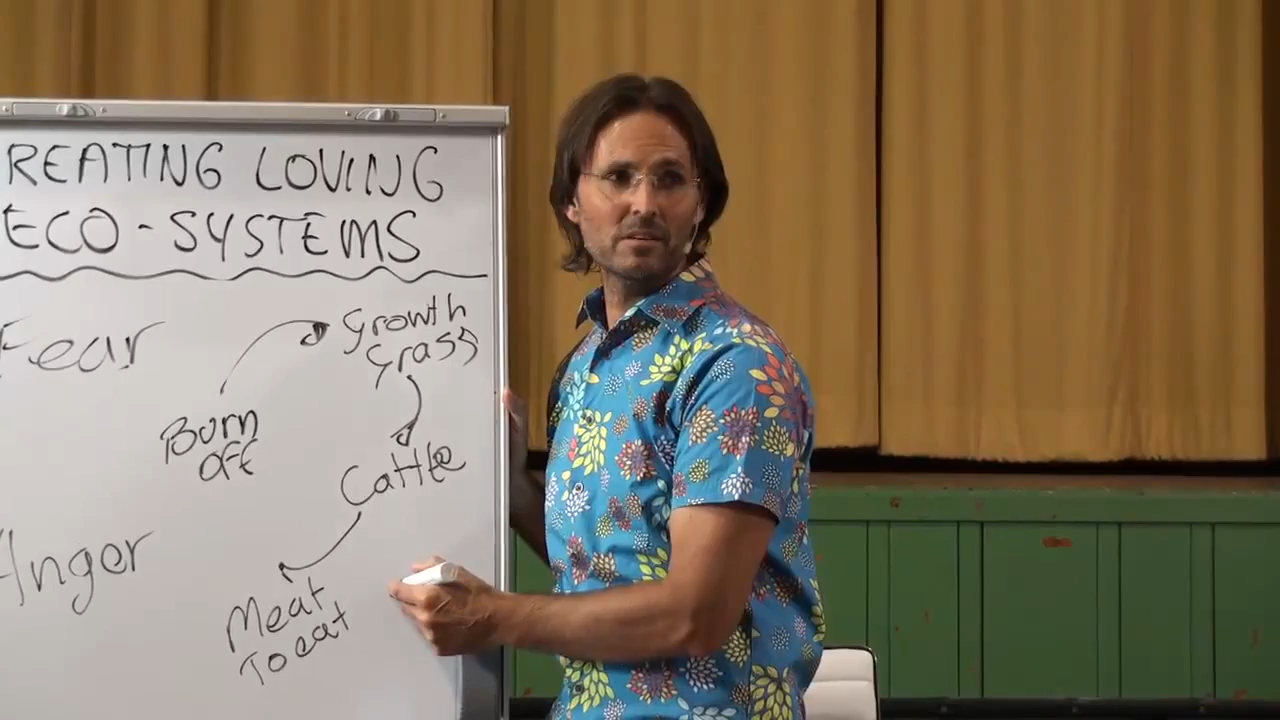 REATING LOVING
ECO-SYSTEMS
Fear
Growth
Grass
Burn
Off
Cattle
Anger
Meat
To eat